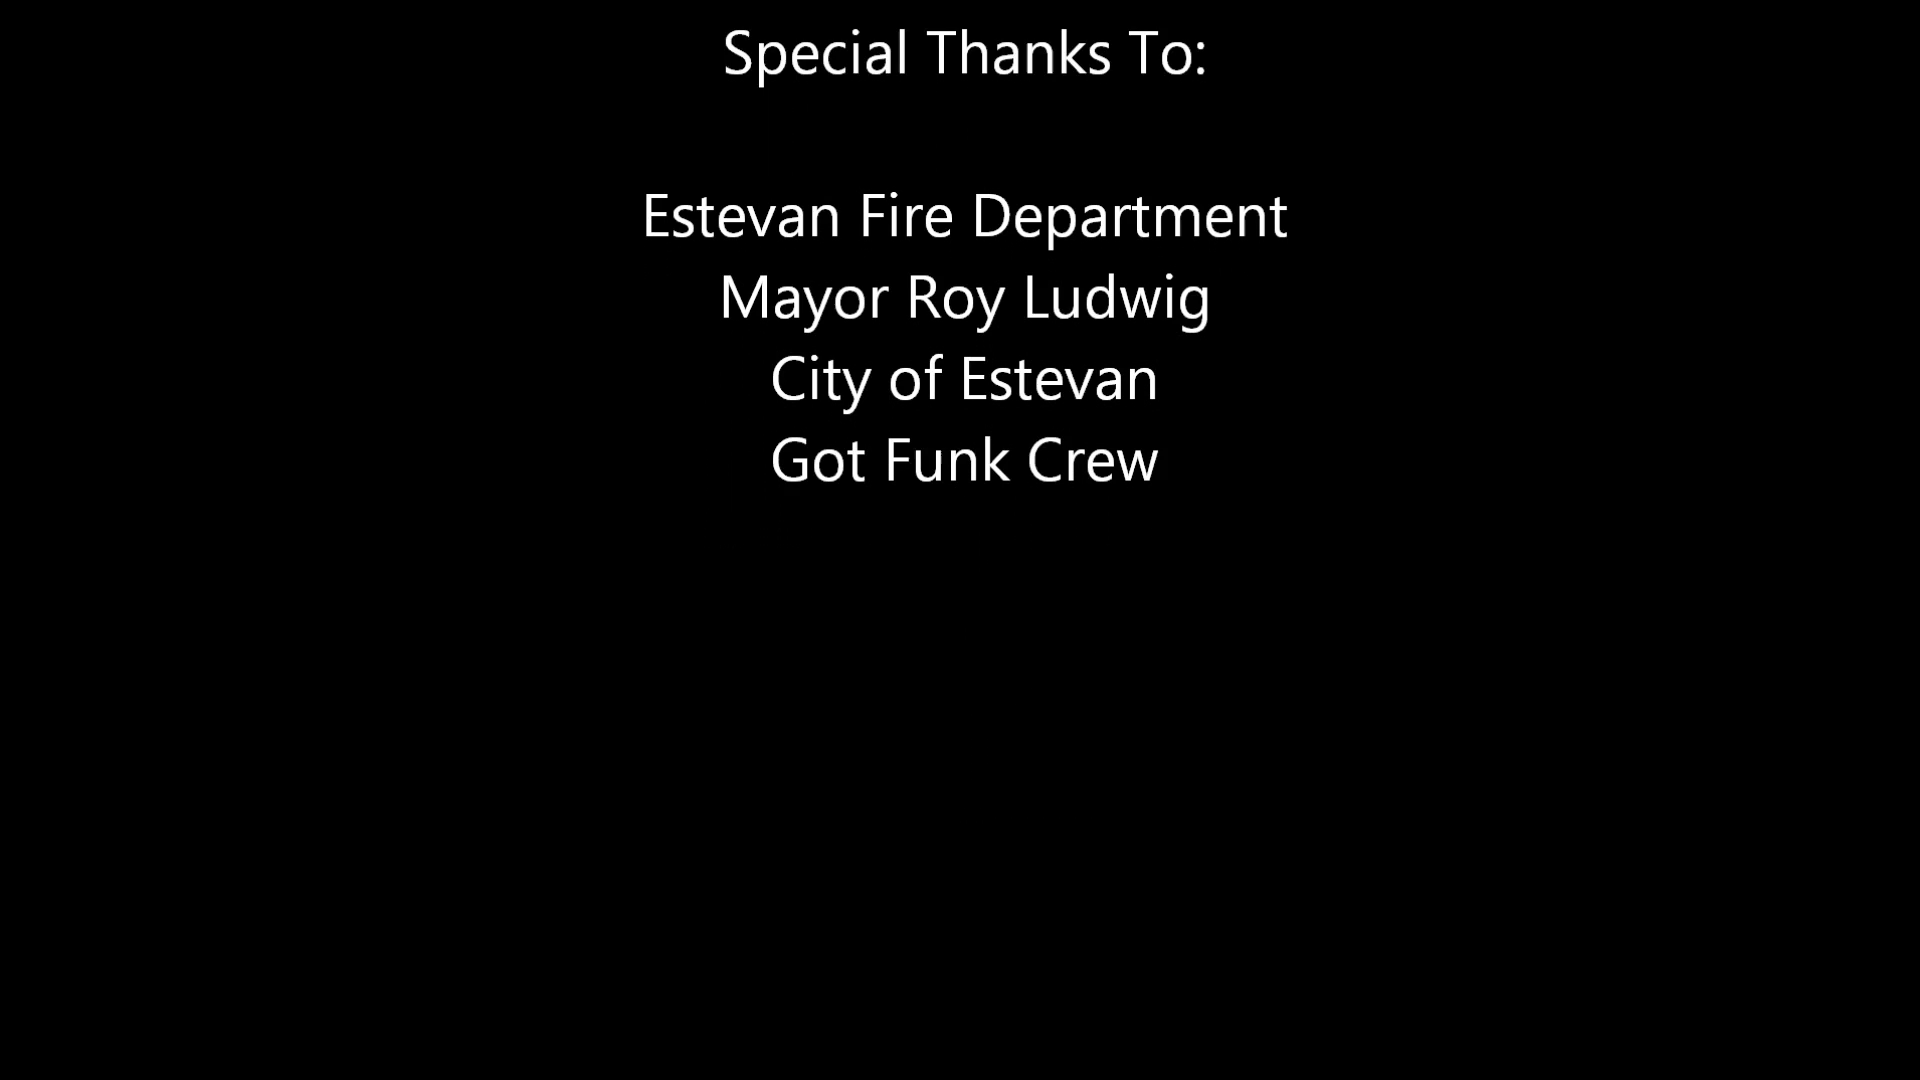 Special Thanks To:
Estevan Fire Department
Mayor Roy Ludwig
City of Estevan
Got Funk Crew